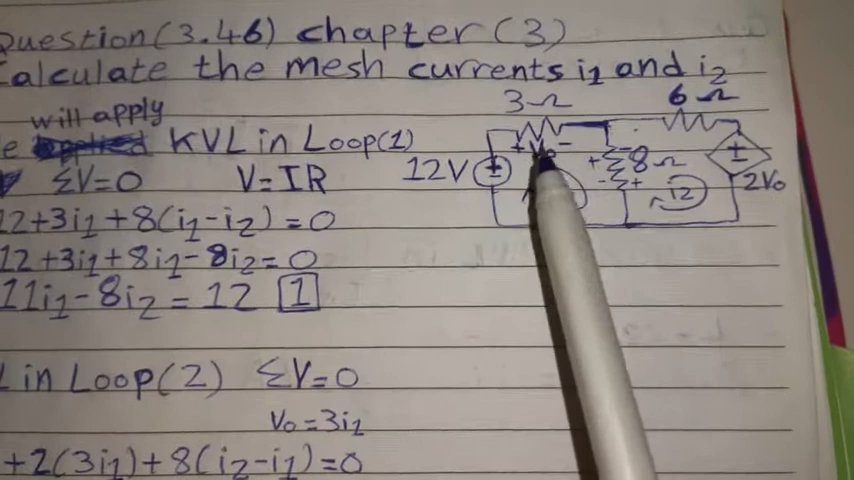 Question(3.46) chapter (3)
Calculate the mesh currents i1 and i2
will apply
KVL in Loop(1)
ΣV=0 V=IR
12+3i1+8(i1-i2)=0
12+3i1+8i1-8i2=0
11i1-8i2=12 1
in Loop(2) ΣV=0
Vo=3i1
+2(3i1)+8(i2-i1)=0
3Ω 6Ω
12V + Vo - 8Ω 2Vo
i2